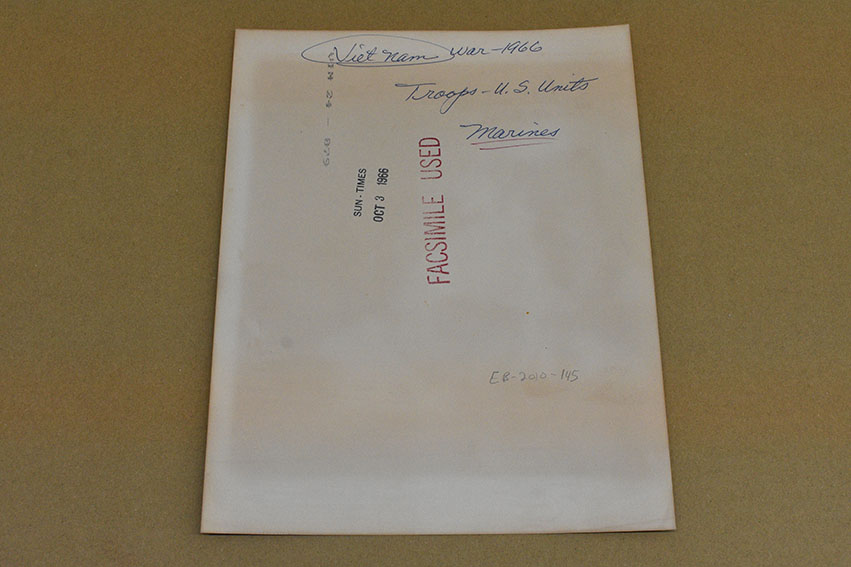 Viet Nam War-1966
Troops - U. S. Units
Marines
SUN - TIMES
OCT 3 1966
FACSIMILE USED
EB-2010-145